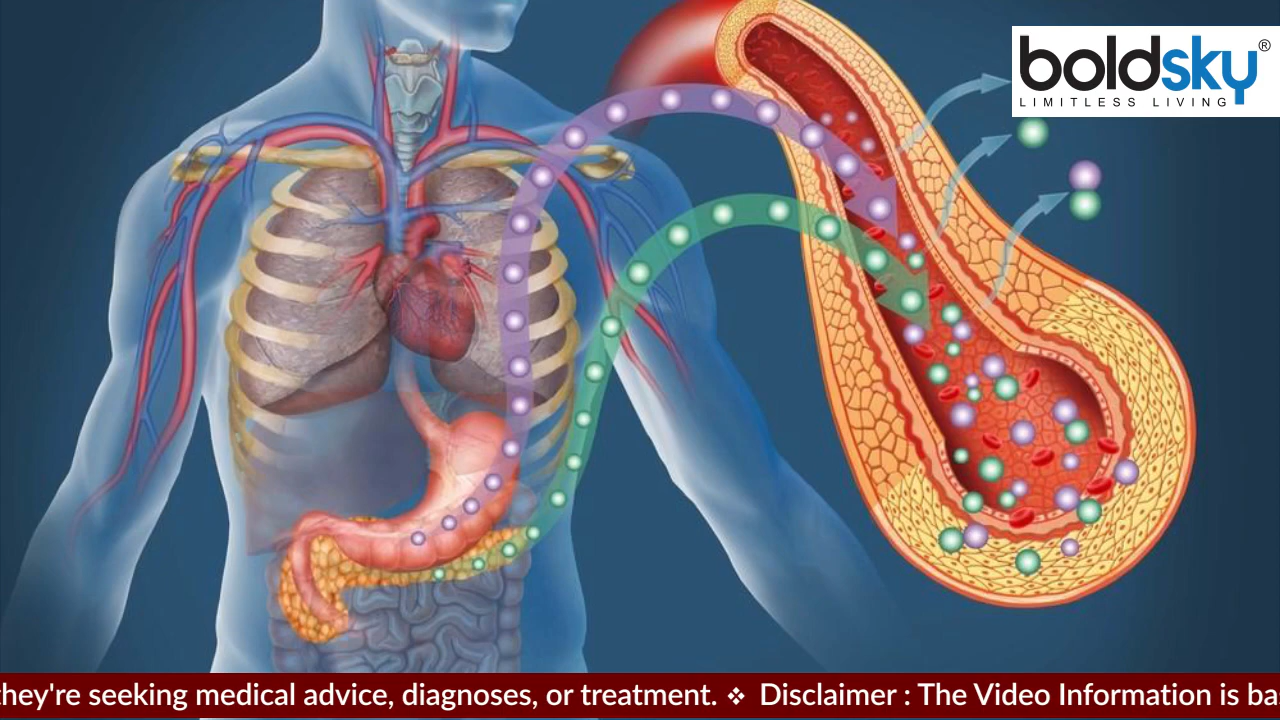 boldsky®
LIMITLESS LIVING
they're seeking medical advice, diagnoses, or treatment. ❖ Disclaimer : The Video Information is ba